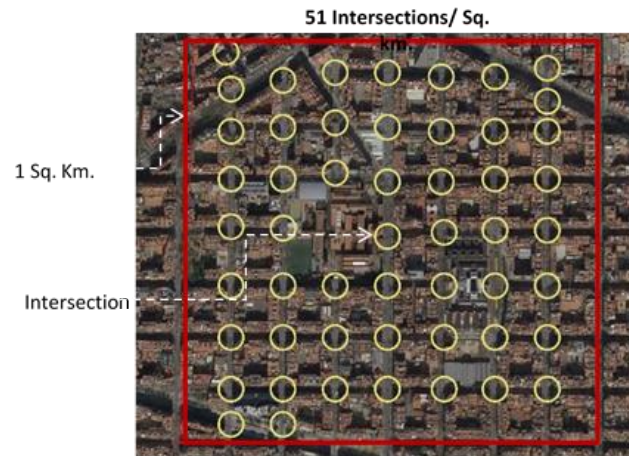 51 Intersections/ Sq.
km.
1 Sq. Km.
Intersection